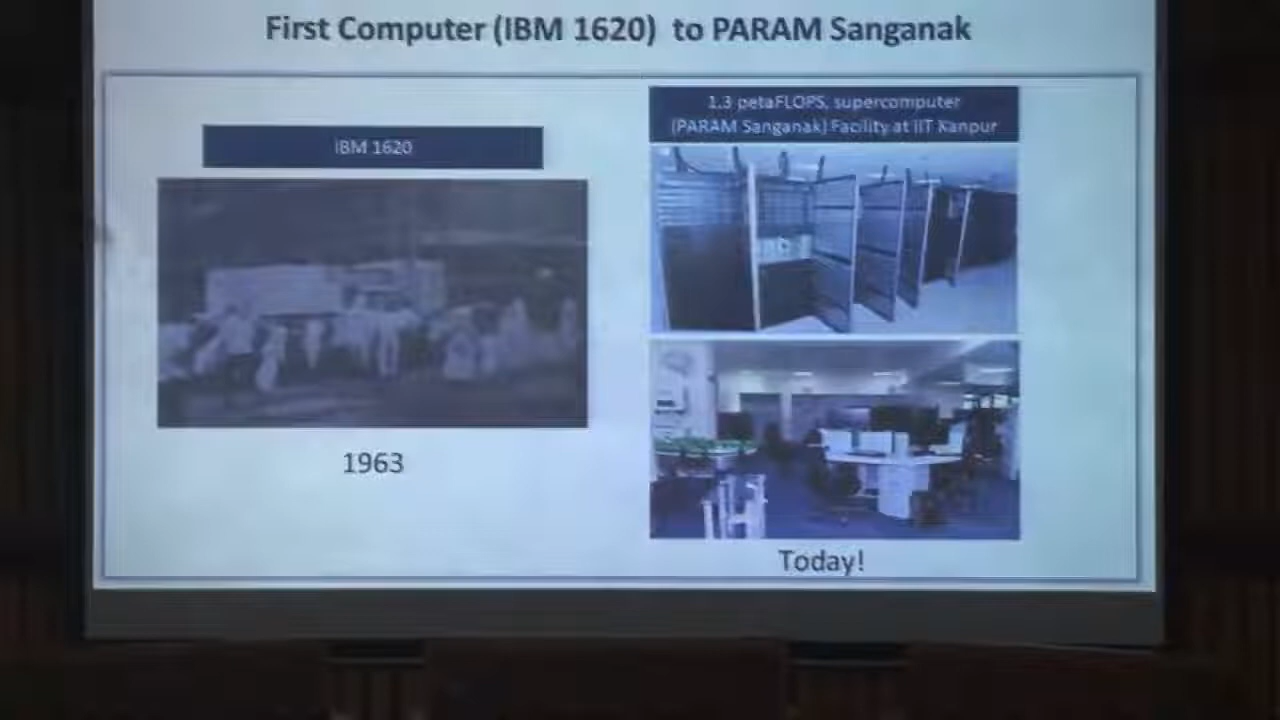 First Computer (IBM 1620) to PARAM Sanganak
IBM 1620
1963
1.3 petaFLOPS, supercomputer
(PARAM Sanganak) Facility at IIT Kanpur
Today!